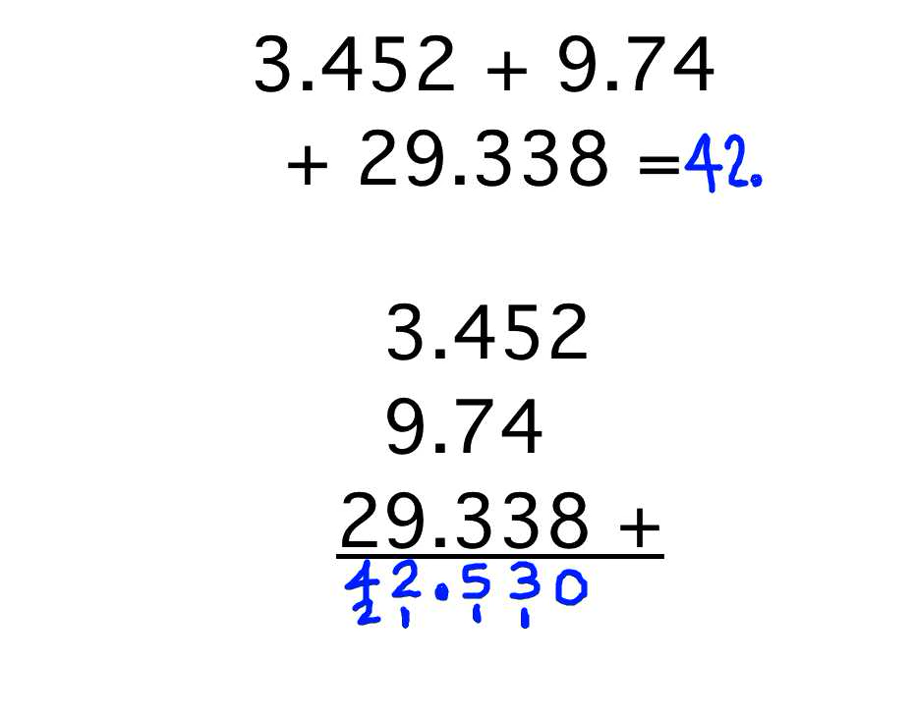 3.452 + 9.74
+ 29.338 =42.
3.452
9.74
29.338 +
42.530
2 1 1 1